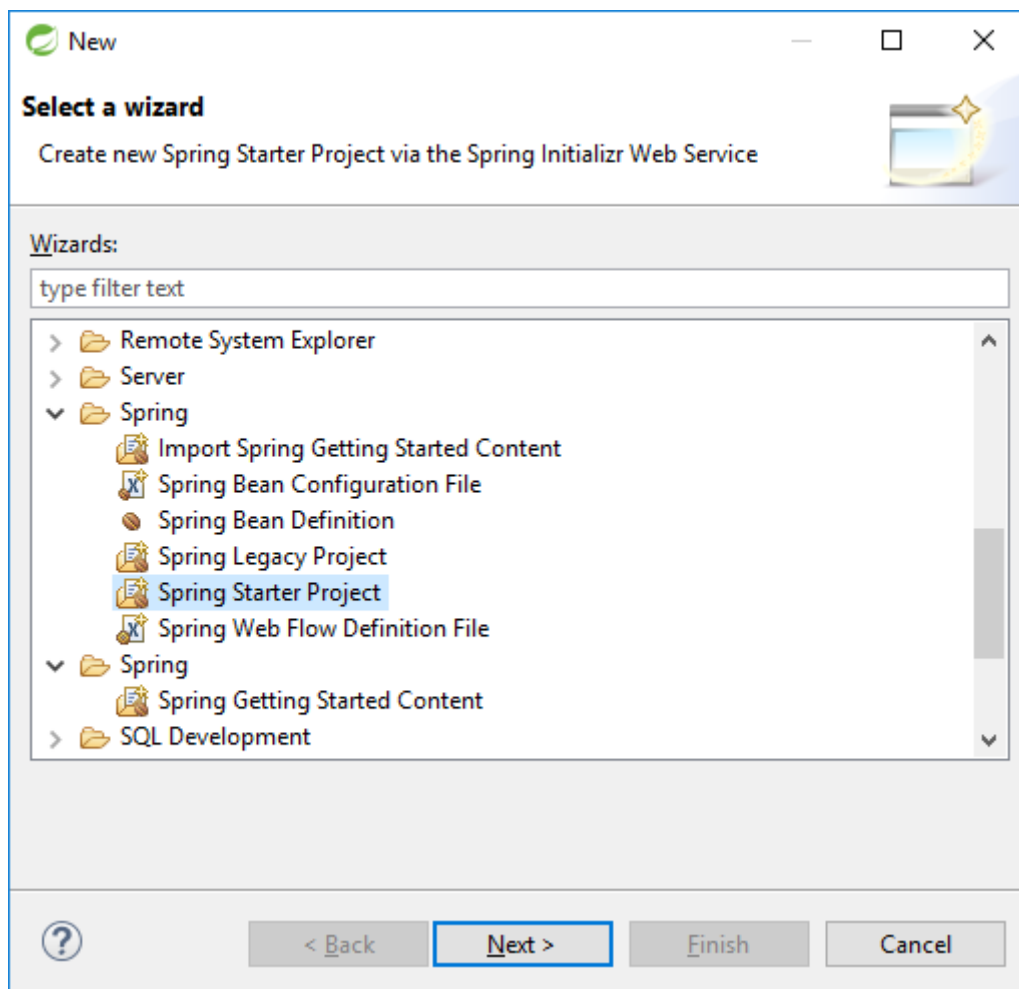 New
Select a wizard
Create new Spring Starter Project via the Spring Initializr Web Service
Wizards:
type filter text
Remote System Explorer
Server
Spring
Import Spring Getting Started Content
Spring Bean Configuration File
Spring Bean Definition
Spring Legacy Project
Spring Starter Project
Spring Web Flow Definition File
Spring
Spring Getting Started Content
SQL Development
? < Back Next > Finish Cancel